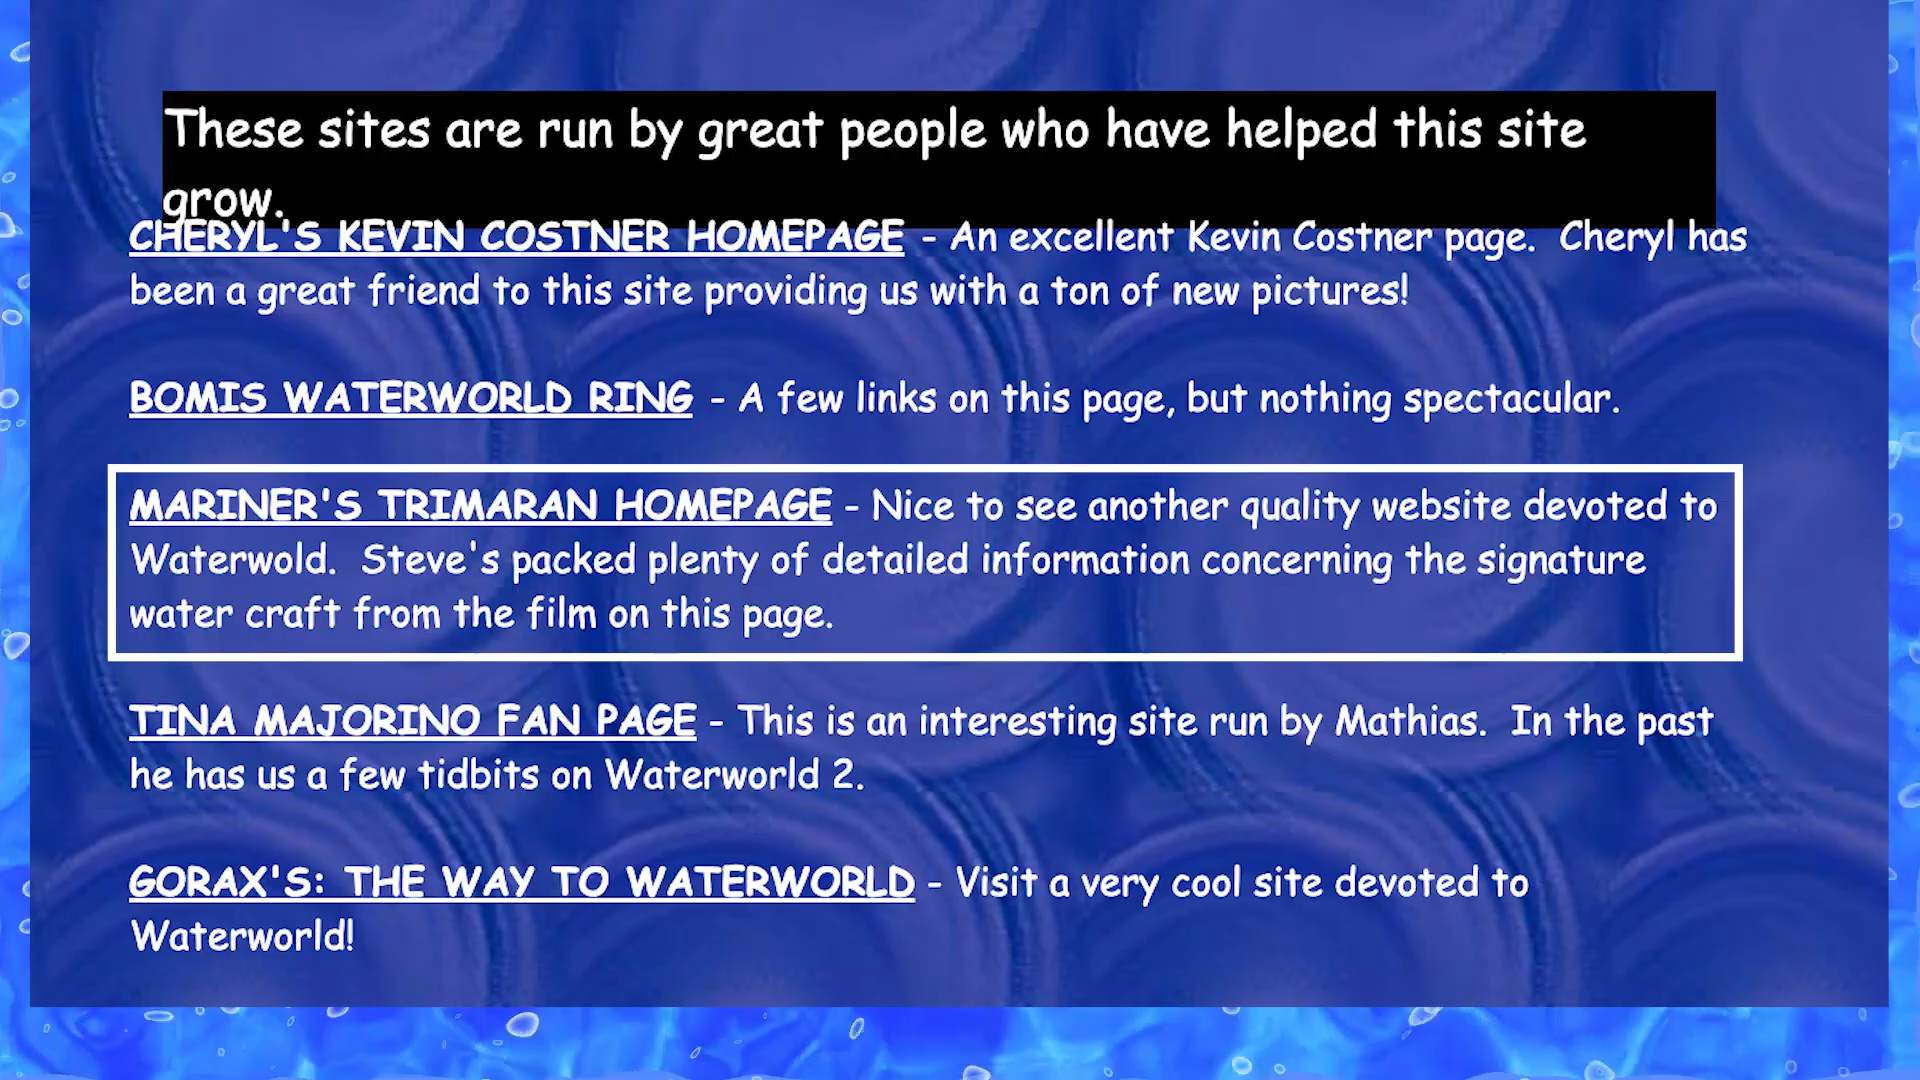 These sites are run by great people who have helped this site
grow.
CHERYL'S KEVIN COSTNER HOMEPAGE - An excellent Kevin Costner page.  Cheryl has
been a great friend to this site providing us with a ton of new pictures!
BOMIS WATERWORLD RING - A few links on this page, but nothing spectacular.
MARINER'S TRIMARAN HOMEPAGE - Nice to see another quality website devoted to
Waterwold.  Steve's packed plenty of detailed information concerning the signature
water craft from the film on this page.
TINA MAJORINO FAN PAGE - This is an interesting site run by Mathias.  In the past
he has us a few tidbits on Waterworld 2.
GORAX'S: THE WAY TO WATERWORLD - Visit a very cool site devoted to
Waterworld!